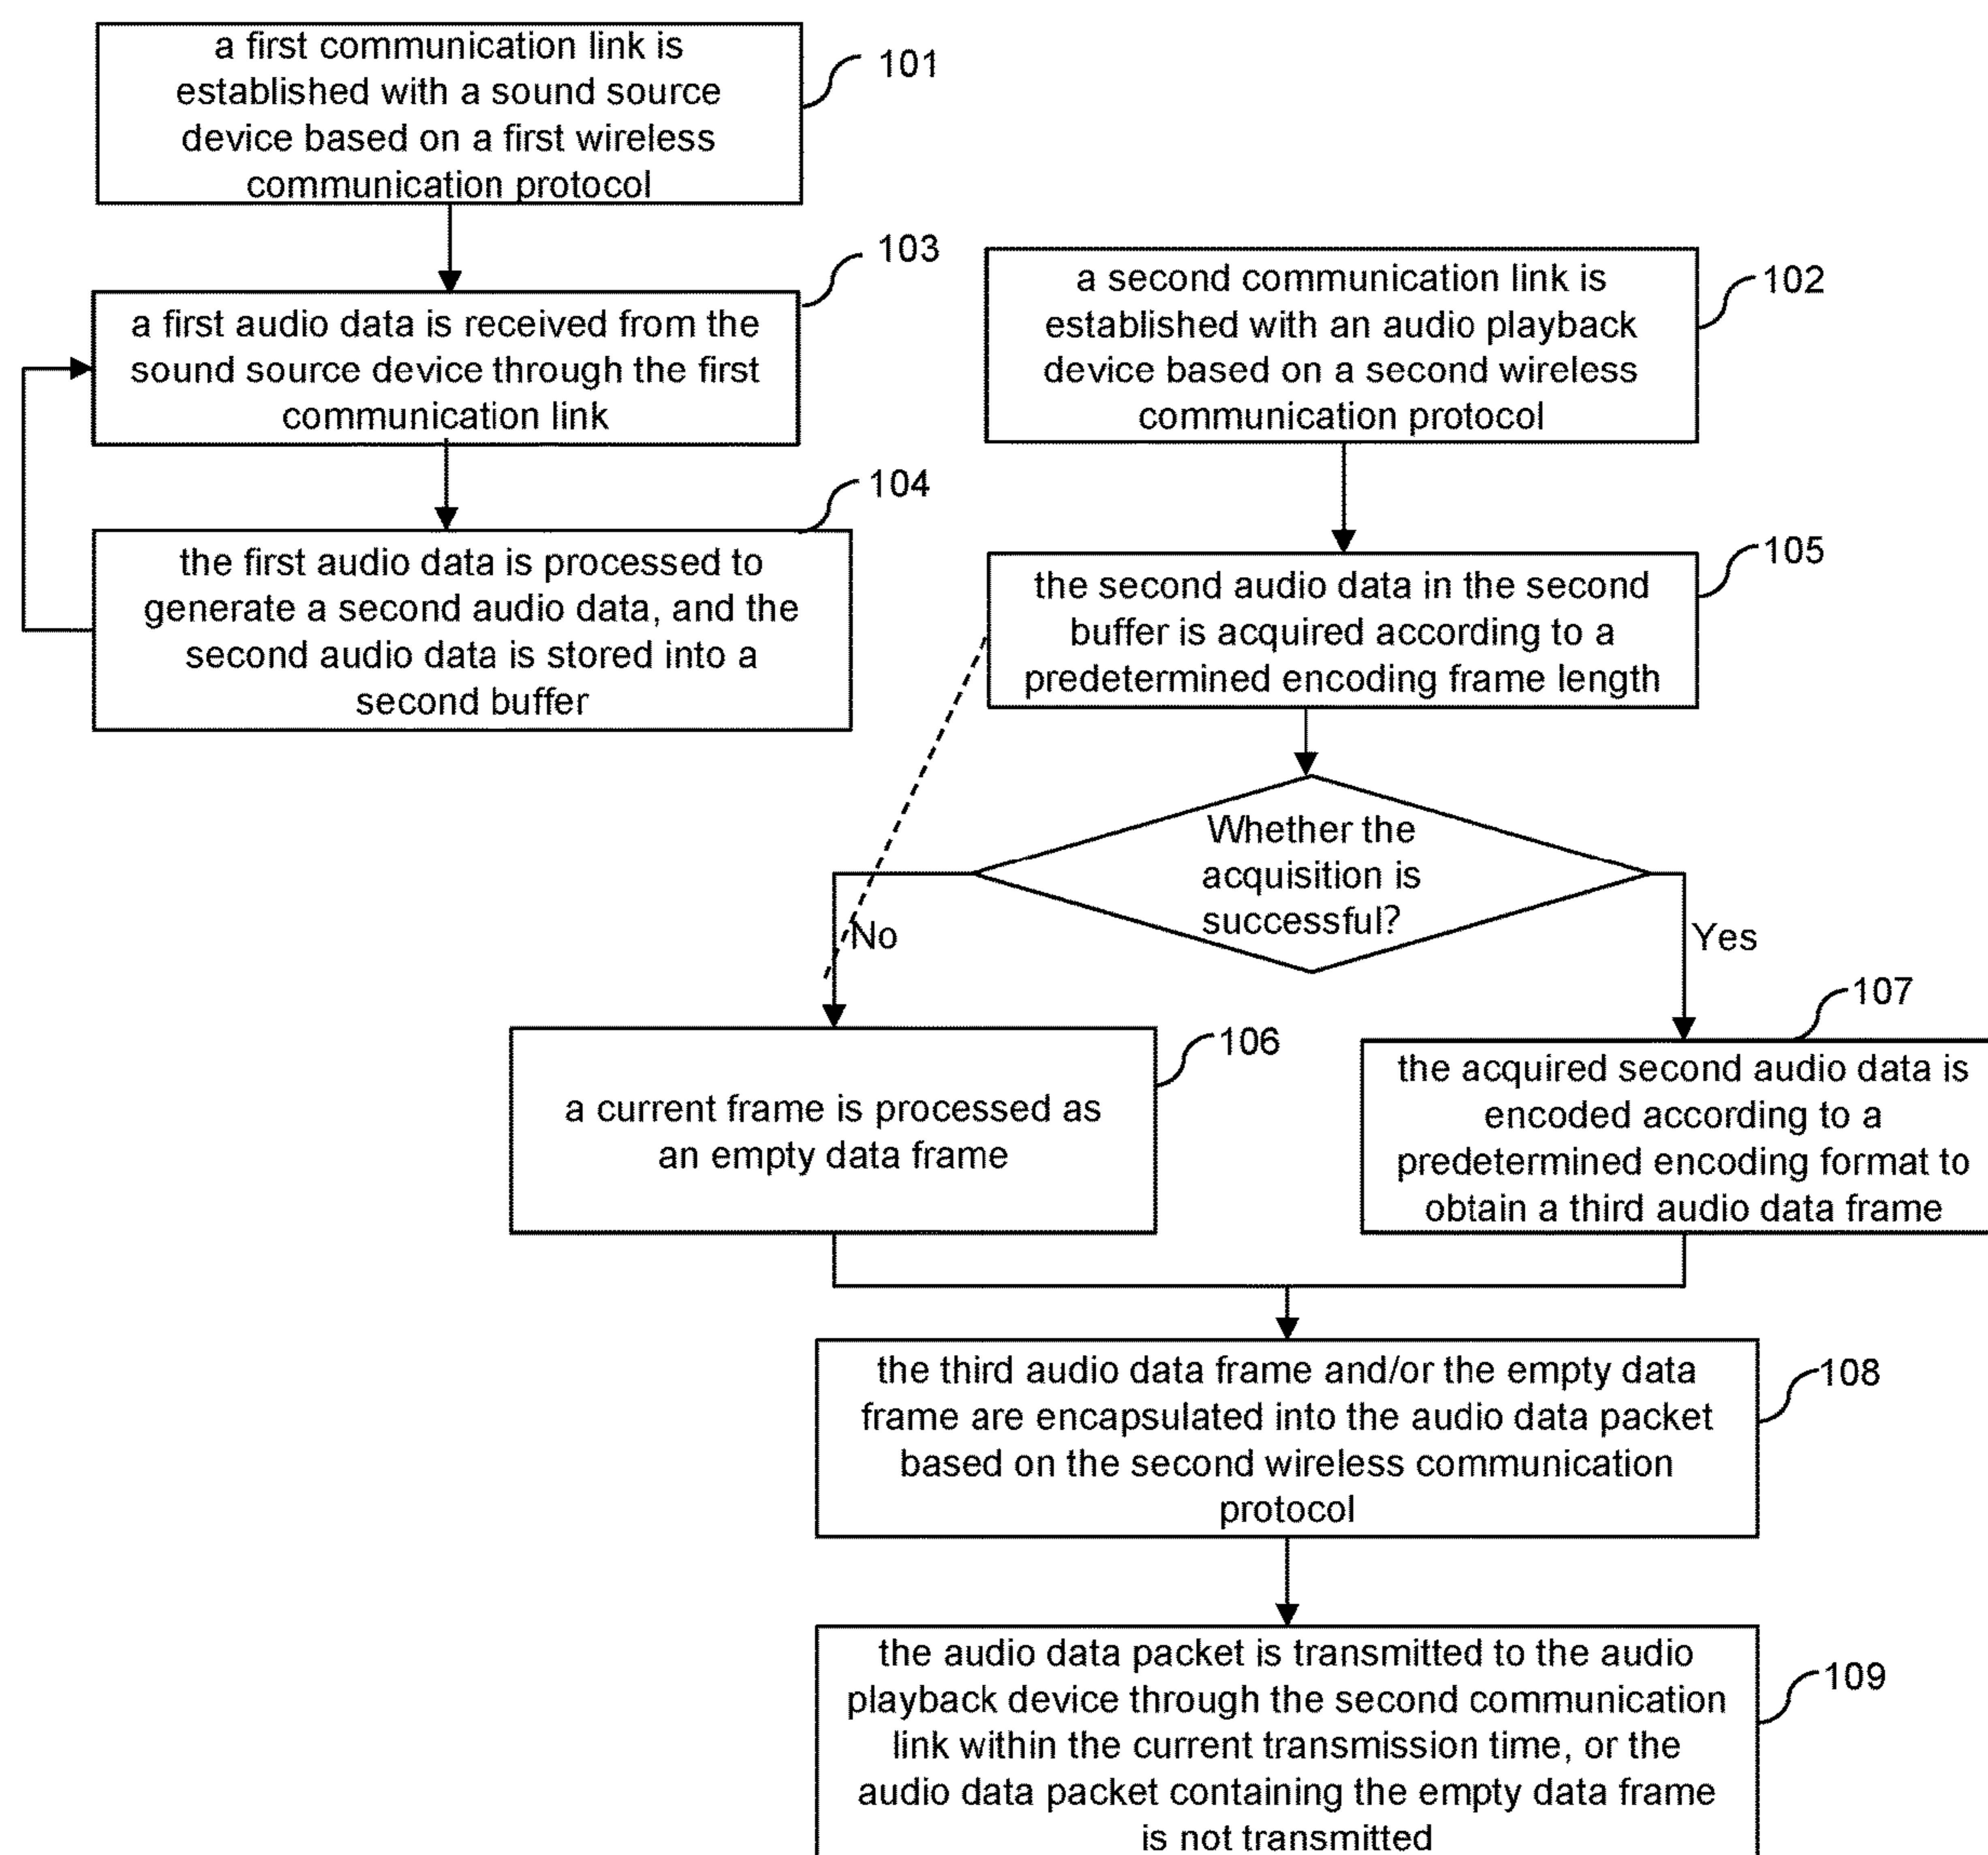 a first communication link is
established with a sound source
device based on a first wireless
communication protocol
101
a first audio data is received from the
sound source device through the first
communication link
103
a second communication link is
established with an audio playback
device based on a second wireless
communication protocol
102
the first audio data is processed to
generate a second audio data, and the
second audio data is stored into a
second buffer
104
the second audio data in the second
buffer is acquired according to a
predetermined encoding frame length
105
Whether the
acquisition is
successful?
No
Yes
a current frame is processed as
an empty data frame
106
the acquired second audio data is
encoded according to a
predetermined encoding format to
obtain a third audio data frame
107
the third audio data frame and/or the empty data
frame are encapsulated into the audio data packet
based on the second wireless communication
protocol
108
the audio data packet is transmitted to the audio
playback device through the second communication
link within the current transmission time, or the
audio data packet containing the empty data frame
is not transmitted
109